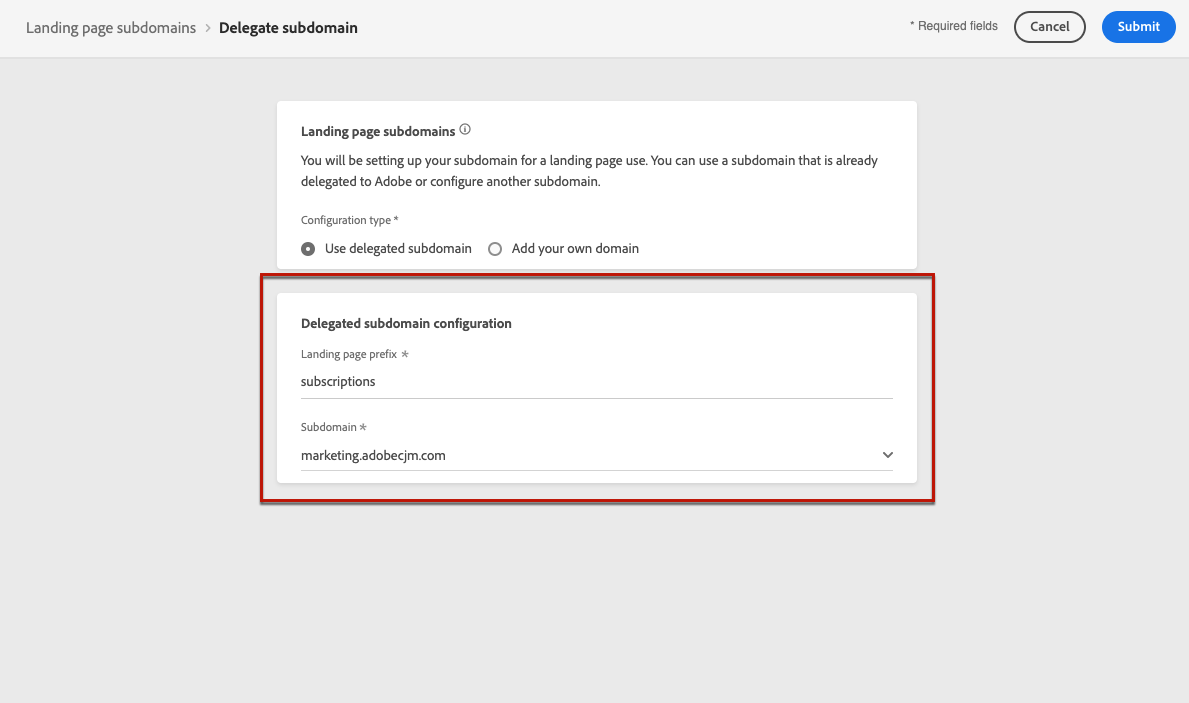 Landing page subdomains > Delegate subdomain
* Required fields
Cancel
Submit
Landing page subdomains
You will be setting up your subdomain for a landing page use. You can use a subdomain that is already
delegated to Adobe or configure another subdomain.
Configuration type *
Use delegated subdomain
Add your own domain
Delegated subdomain configuration
Landing page prefix *
subscriptions
Subdomain *
marketing.adobecjm.com